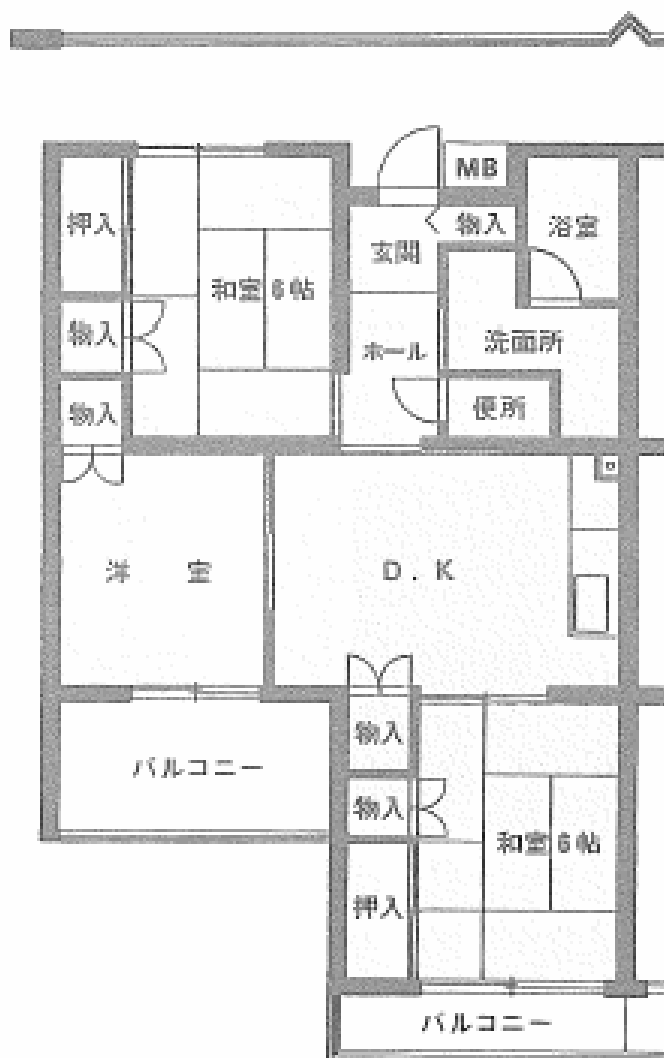 MB
押入
物入
浴室
玄関
和室 6 帖
物入
ホール
洗面所
物入
便所
洋 室
D . K
物入
バルコニー
物入
和室 6 帖
押入
バルコニー